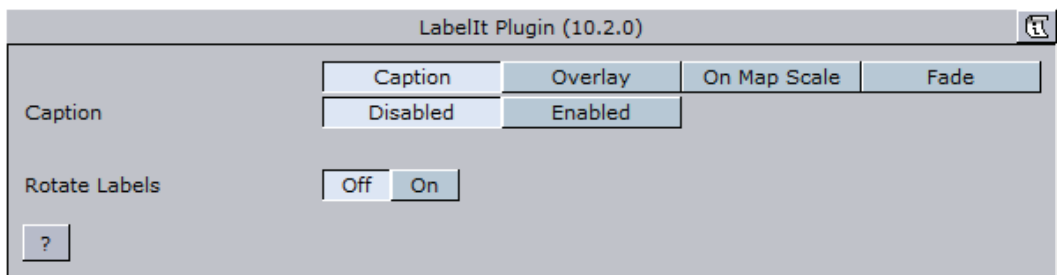 LabelIt Plugin (10.2.0)
Caption Overlay On Map Scale Fade
Caption Disabled Enabled
Rotate Labels Off On
?